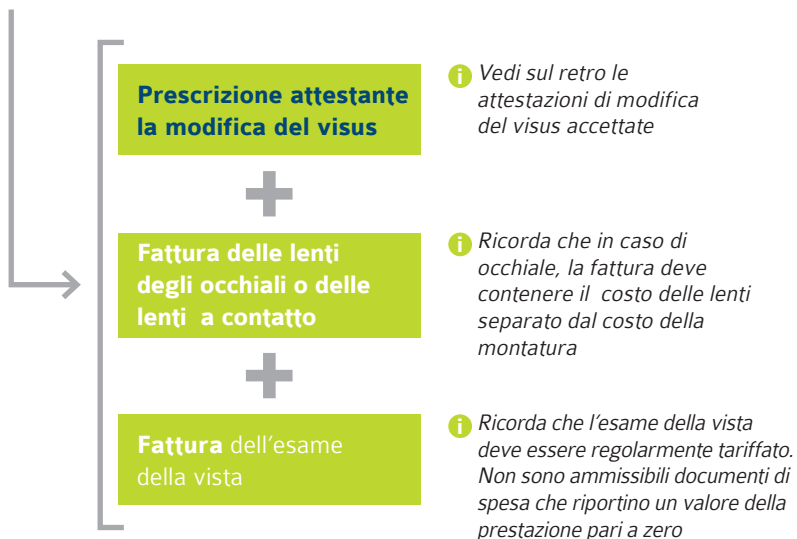 Prescrizione attestante
la modifica del visus
i Vedi sul retro le
attestazioni di modifica
del visus accettate
+
Fattura delle lenti
degli occhiali o delle
lenti a contatto
i Ricorda che in caso di
occhiale, la fattura deve
contenere il costo delle lenti
separato dal costo della
montatura
+
Fattura dell'esame
della vista
i Ricorda che l'esame della vista
deve essere regolarmente tariffato.
Non sono ammissibili documenti di
spesa che riportino un valore della
prestazione pari a zero